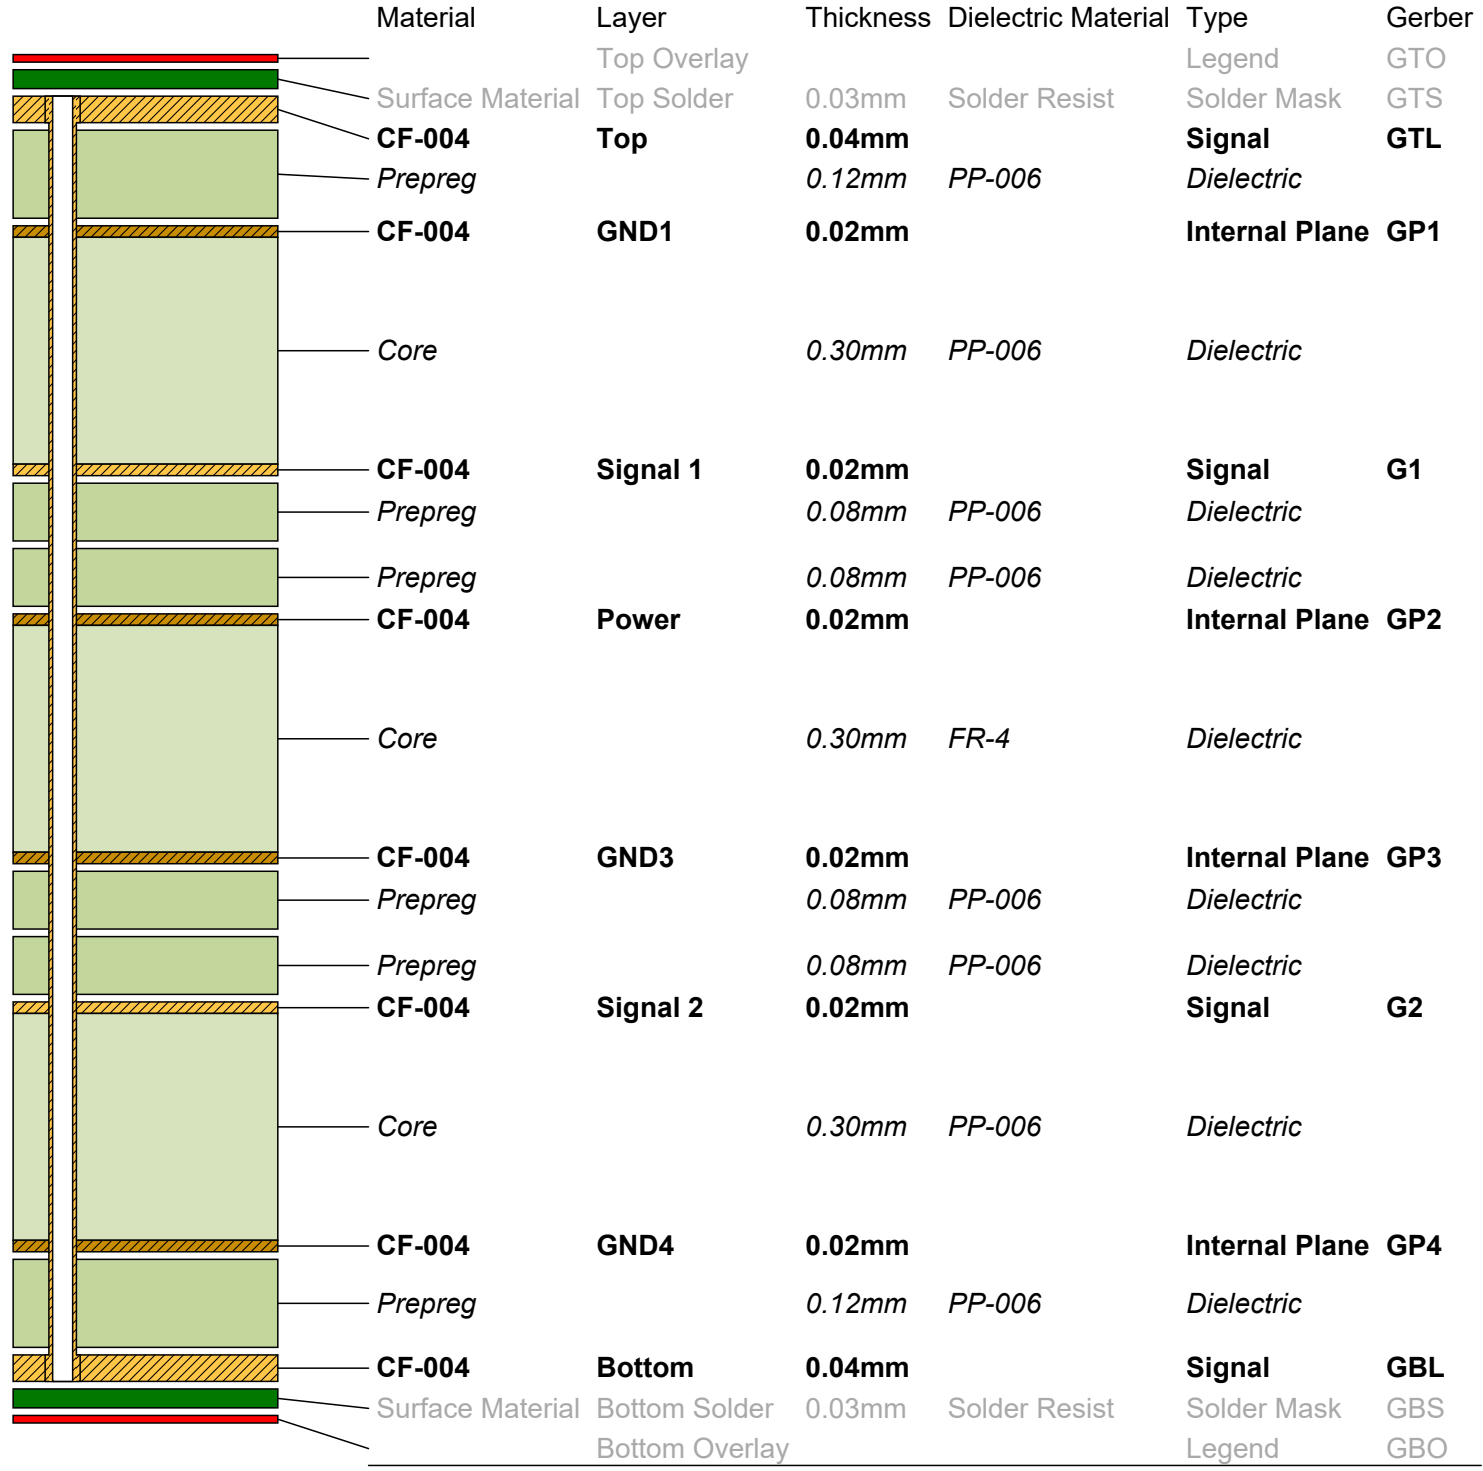 Material Layer Thickness Dielectric Material Type Gerber
Top Overlay Legend GTO
Surface Material Top Solder 0.03mm Solder Resist Solder Mask GTS
CF-004 Top 0.04mm Signal GTL
Prepreg 0.12mm PP-006 Dielectric
CF-004 GND1 0.02mm Internal Plane GP1
Core 0.30mm PP-006 Dielectric
CF-004 Signal 1 0.02mm Signal G1
Prepreg 0.08mm PP-006 Dielectric
Prepreg 0.08mm PP-006 Dielectric
CF-004 Power 0.02mm Internal Plane GP2
Core 0.30mm FR-4 Dielectric
CF-004 GND3 0.02mm Internal Plane GP3
Prepreg 0.08mm PP-006 Dielectric
Prepreg 0.08mm PP-006 Dielectric
CF-004 Signal 2 0.02mm Signal G2
Core 0.30mm PP-006 Dielectric
CF-004 GND4 0.02mm Internal Plane GP4
Prepreg 0.12mm PP-006 Dielectric
CF-004 Bottom 0.04mm Signal GBL
Surface Material Bottom Solder 0.03mm Solder Resist Solder Mask GBS
Bottom Overlay Legend GBO